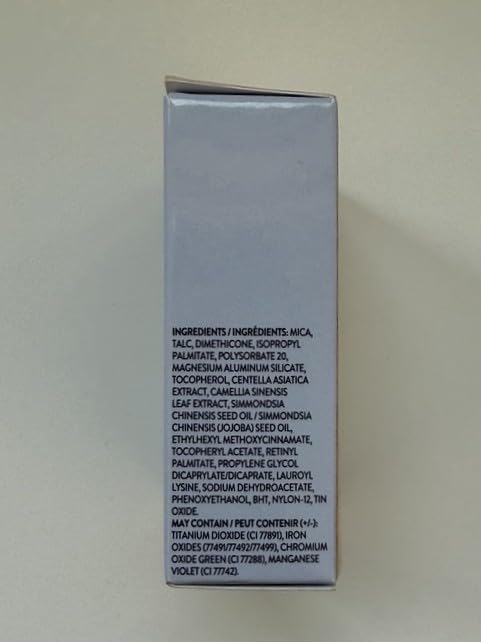 INGREDIENTS / INGRÉDIENTS: MICA,
TALC, DIMETHICONE, ISOPROPYL
PALMITATE, POLYSORBATE 20,
MAGNESIUM ALUMINUM SILICATE,
TOCOPHEROL, CENTELLA ASIATICA
EXTRACT, CAMELLIA SINENSIS
LEAF EXTRACT, SIMMONDSIA
CHINENSIS SEED OIL / SIMMONDSIA
CHINENSIS (JOJOBA) SEED OIL,
ETHYLHEXYL METHOXYCINNAMATE,
TOCOPHERYL ACETATE, RETINYL
PALMITATE, PROPYLENE GLYCOL
DICAPRYLATE/DICAPRATE, LAUROYL
LYSINE, SODIUM DEHYDROACETATE,
PHENOXYETHANOL, BHT, NYLON-12, TIN
OXIDE.
MAY CONTAIN / PEUT CONTENIR (+/-):
TITANIUM DIOXIDE (CI 77891), IRON
OXIDES (77491/77492/77499), CHROMIUM
OXIDE GREEN (CI 77288), MANGANESE
VIOLET (CI 77742).